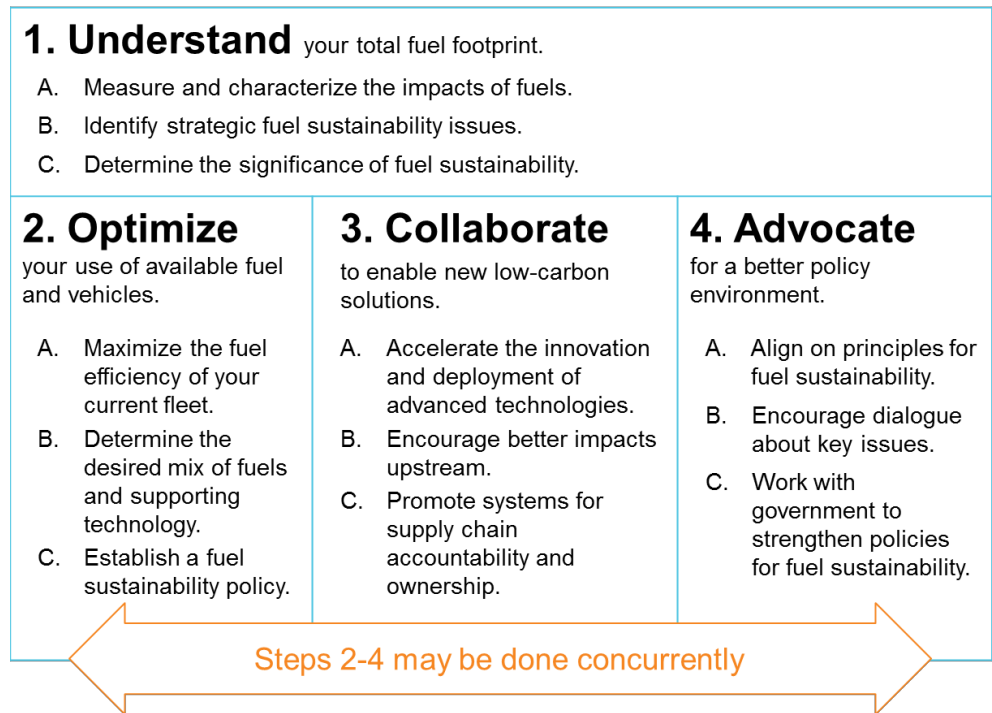 1. Understand your total fuel footprint.
A. Measure and characterize the impacts of fuels.
B. Identify strategic fuel sustainability issues.
C. Determine the significance of fuel sustainability.
2. Optimize
your use of available fuel
and vehicles.
A. Maximize the fuel
efficiency of your
current fleet.
B. Determine the
desired mix of fuels
and supporting
technology.
C. Establish a fuel
sustainability policy.
3. Collaborate
to enable new low-carbon
solutions.
A. Accelerate the innovation
and deployment of
advanced technologies.
B. Encourage better impacts
upstream.
C. Promote systems for
supply chain
accountability and
ownership.
4. Advocate
for a better policy
environment.
A. Align on principles for
fuel sustainability.
B. Encourage dialogue
about key issues.
C. Work with
government to
strengthen policies
for fuel sustainability.
Steps 2-4 may be done concurrently